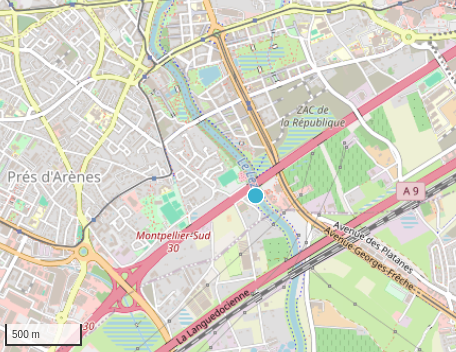 ZAC de
la République
Prés d'Arènes
A 9
Montpellier-Sud
30
Avenue des Platanes
Avenue Georges-Frêche
La Languedocienne
30
500 m